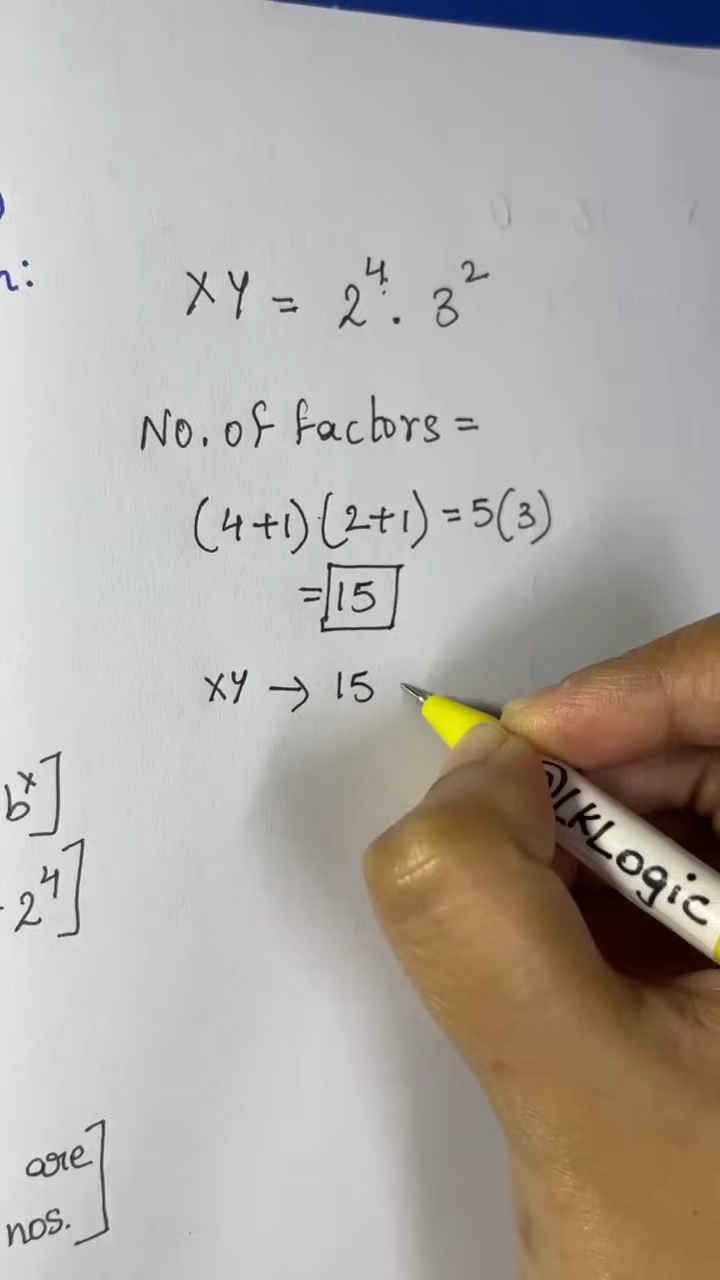 n:
XY = 2⁴ . 3²
No. of factors =
(4+1)(2+1) = 5(3)
= 15
XY → 15
bˣ]
2⁴]
are
nos.]
@LKLogic